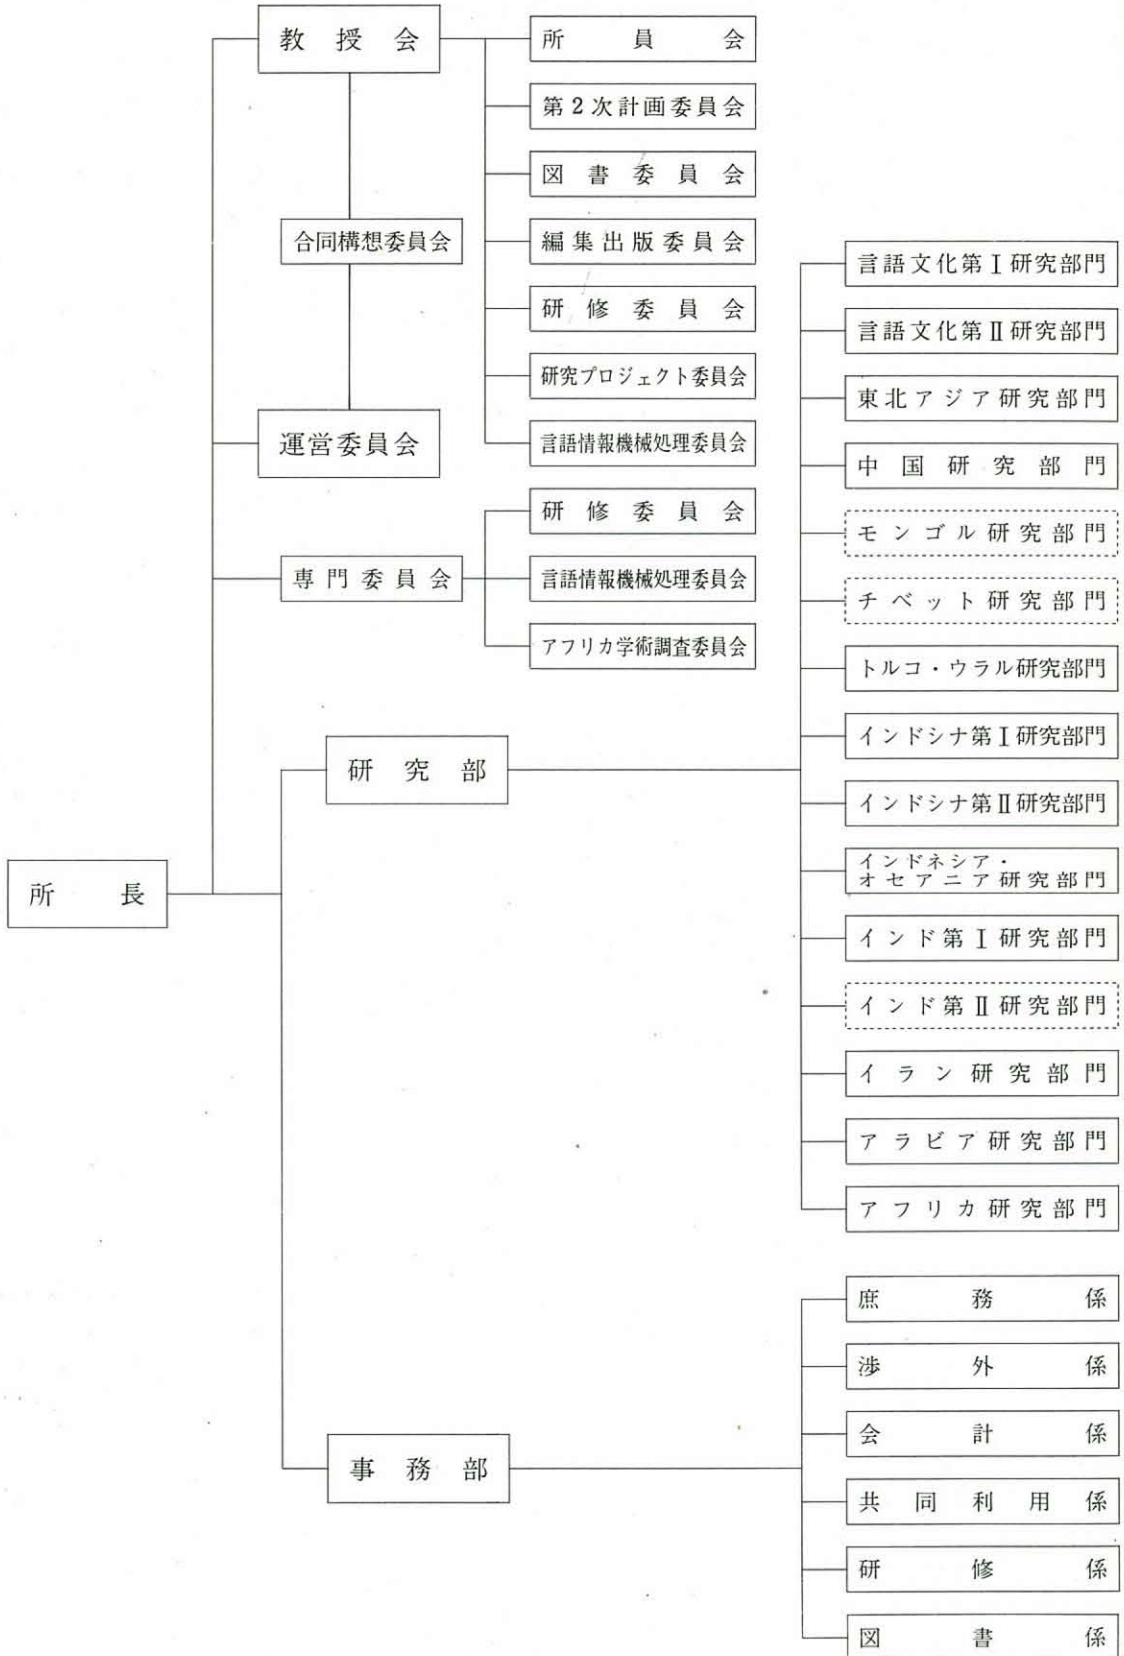 教授会
所員会
第2次計画委員会
図書委員会
合同構想委員会
編集出版委員会
研修委員会
研究プロジェクト委員会
運営委員会
言語情報機械処理委員会
専門委員会
研修委員会
言語情報機械処理委員会
アフリカ学術調査委員会
所長
研究部
言語文化第Ⅰ研究部門
言語文化第Ⅱ研究部門
東北アジア研究部門
中国研究部門
モンゴル研究部門
チベット研究部門
トルコ・ウラル研究部門
インドシナ第Ⅰ研究部門
インドシナ第Ⅱ研究部門
インドネシア・
オセアニア研究部門
インド第Ⅰ研究部門
インド第Ⅱ研究部門
イラン研究部門
アラビア研究部門
アフリカ研究部門
事務部
庶務係
渉外係
会計係
共同利用係
研修係
図書係